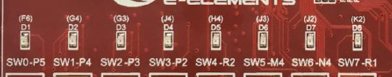 E-ELEMENTS
(F6) (G4) (G3) (J4) (H4) (J3) (J2) (K2)
D1 D2 D3 D4 D5 D6 D7 D8
SW0-P5 SW1-P4 SW2-P3 SW3-P2 SW4-R2 SW5-M4 SW6-N4 SW7-R1